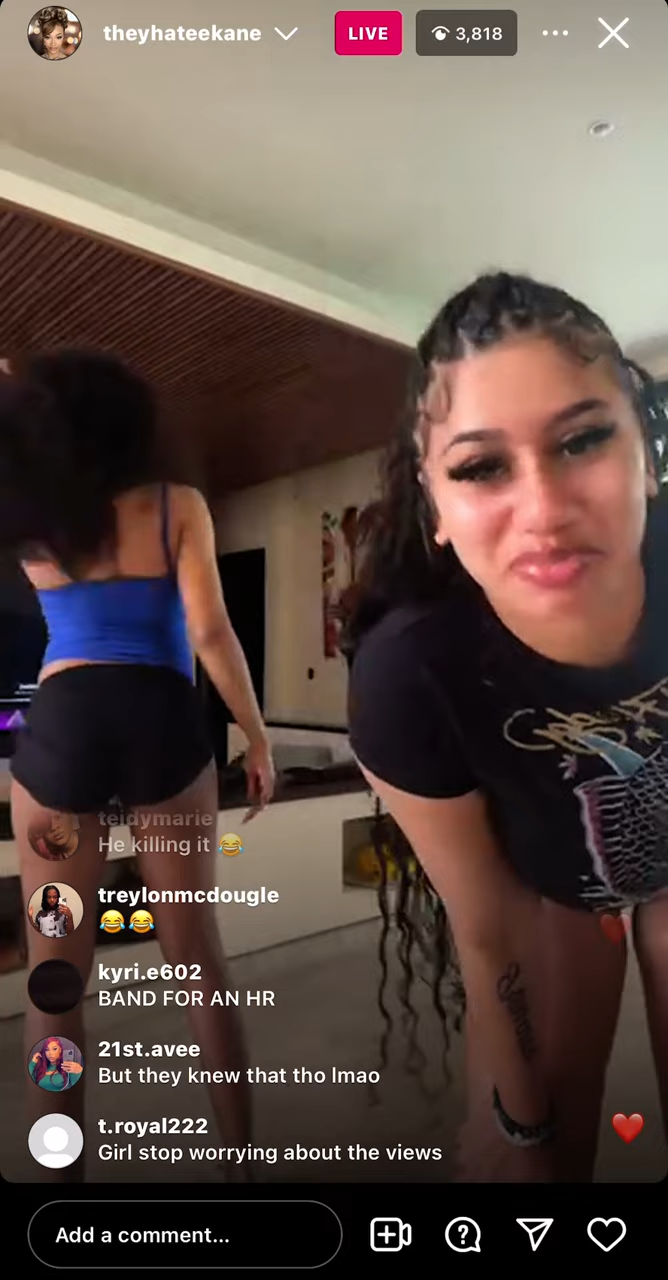 theyhateekane
LIVE
3,818
teidymarie
He killing it 😂
treylonmcdougle
😂😂
kyri.e602
BAND FOR AN HR
21st.avee
But they knew that tho lmao
t.royal222
Girl stop worrying about the views
Add a comment...